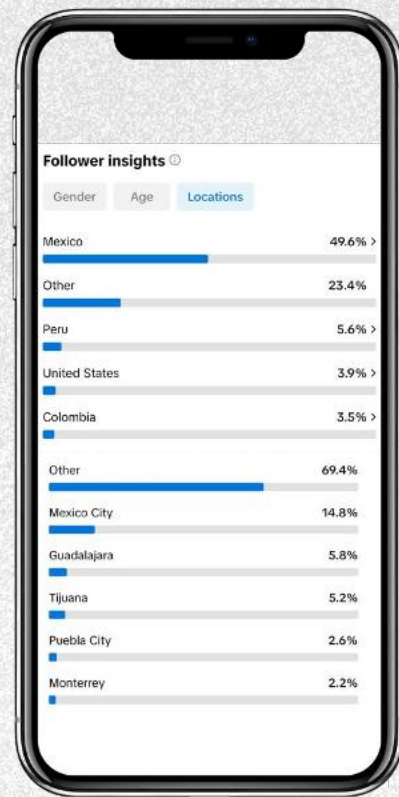 Follower insights
Gender Age Locations
Mexico 49.6% >
Other 23.4%
Peru 5.6% >
United States 3.9% >
Colombia 3.5% >
Other 69.4%
Mexico City 14.8%
Guadalajara 5.8%
Tijuana 5.2%
Puebla City 2.6%
Monterrey 2.2%